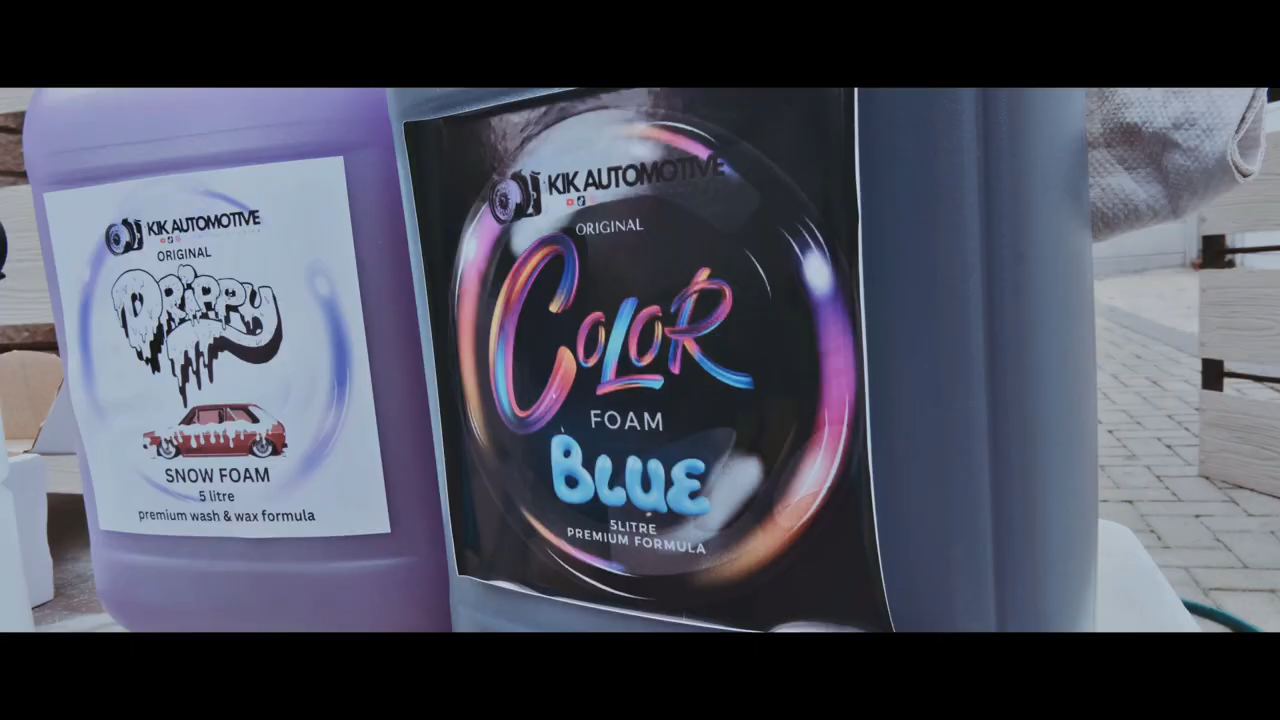 KIK AUTOMOTIVE
ORIGINAL
DRIPPY
SNOW FOAM
5 litre
premium wash & wax formula
KIK AUTOMOTIVE
ORIGINAL
COLOR
FOAM
BLUE
5LITRE
PREMIUM FORMULA